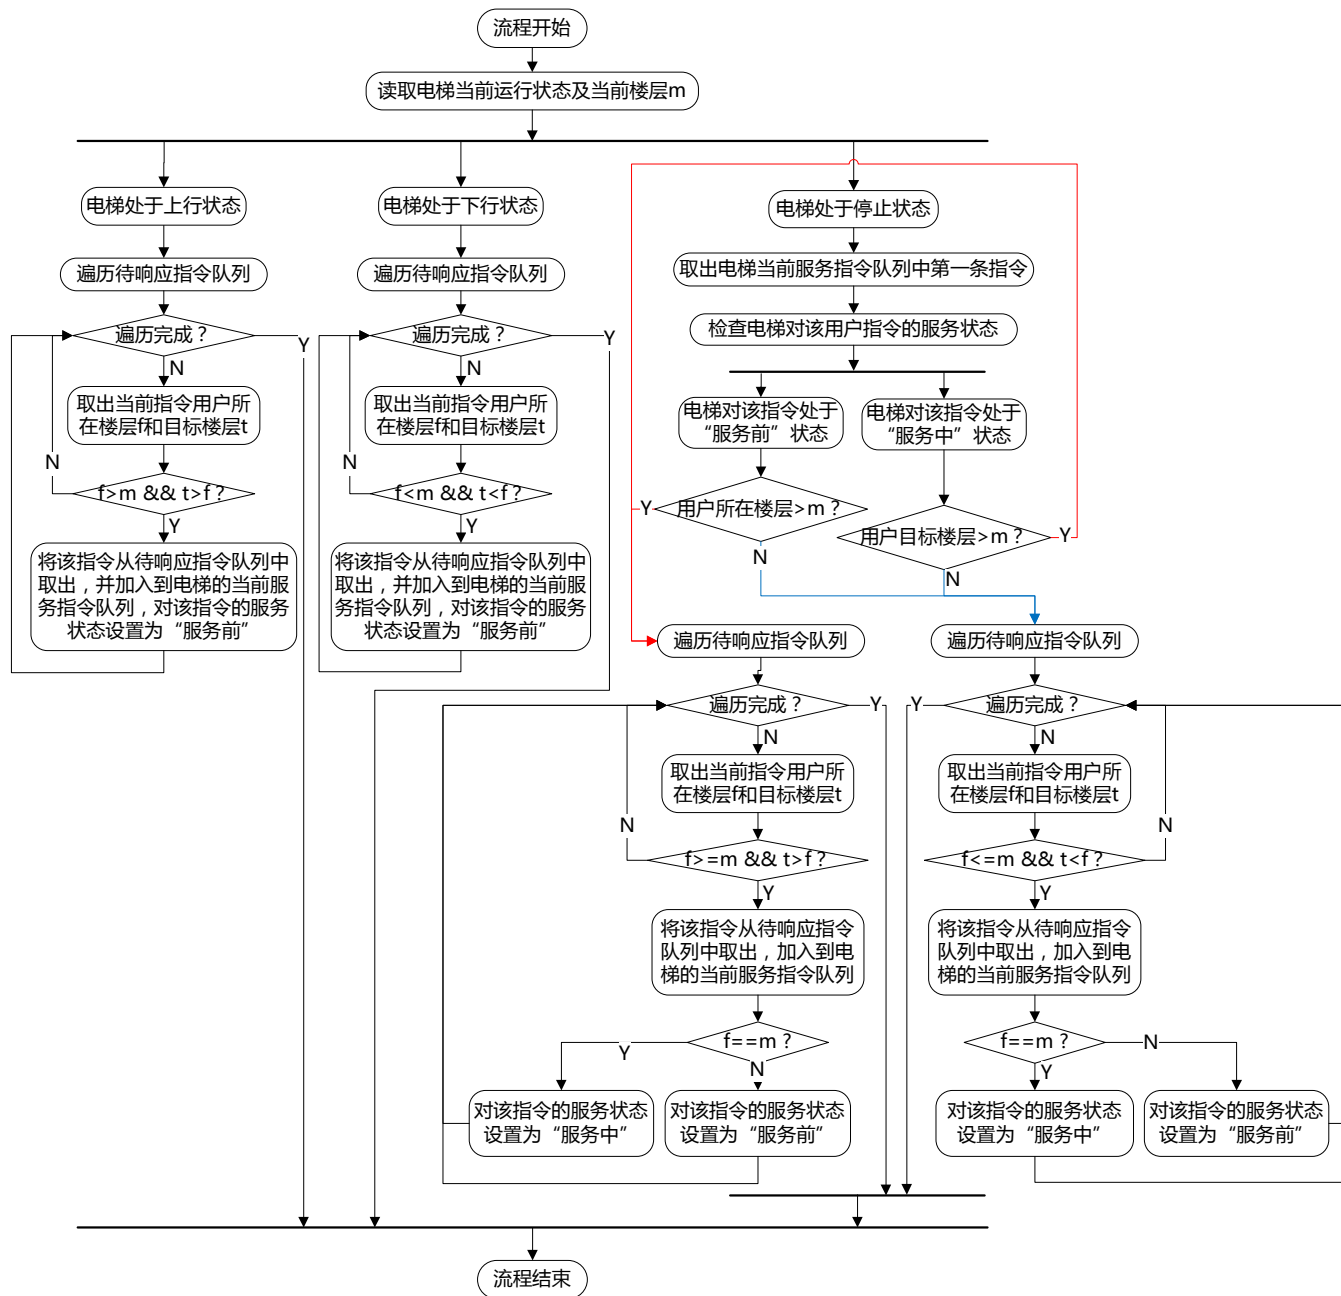 流程开始
读取电梯当前运行状态及当前楼层m
电梯处于上行状态
遍历待响应指令队列
遍历完成？
Y
N
取出当前指令用户所
在楼层f和目标楼层t
N
f>m && t>f？
Y
将该指令从待响应指令队列中
取出，并加入到电梯的当前服
务指令队列，对该指令的服务
状态设置为“服务前”
电梯处于下行状态
遍历待响应指令队列
遍历完成？
Y
N
取出当前指令用户所
在楼层f和目标楼层t
N
f<m && t<f？
Y
将该指令从待响应指令队列中
取出，并加入到电梯的当前服
务指令队列，对该指令的服务
状态设置为“服务前”
电梯处于停止状态
取出电梯当前服务指令队列中第一条指令
检查电梯对该用户指令的服务状态
电梯对该指令处于
“服务前”状态
电梯对该指令处于
“服务中”状态
Y
用户所在楼层>m？
N
用户目标楼层>m？
Y
N
遍历待响应指令队列
遍历完成？
Y
N
取出当前指令用户所
在楼层f和目标楼层t
N
f>=m && t>f？
Y
将该指令从待响应指令
队列中取出，加入到电
梯的当前服务指令队列
f==m？
Y
N
对该指令的服务状态
设置为“服务中”
对该指令的服务状态
设置为“服务前”
遍历待响应指令队列
Y
遍历完成？
N
取出当前指令用户所
在楼层f和目标楼层t
N
f<=m && t<f？
Y
将该指令从待响应指令
队列中取出，加入到电
梯的当前服务指令队列
f==m？
N
Y
对该指令的服务状态
设置为“服务中”
对该指令的服务状态
设置为“服务前”
流程结束